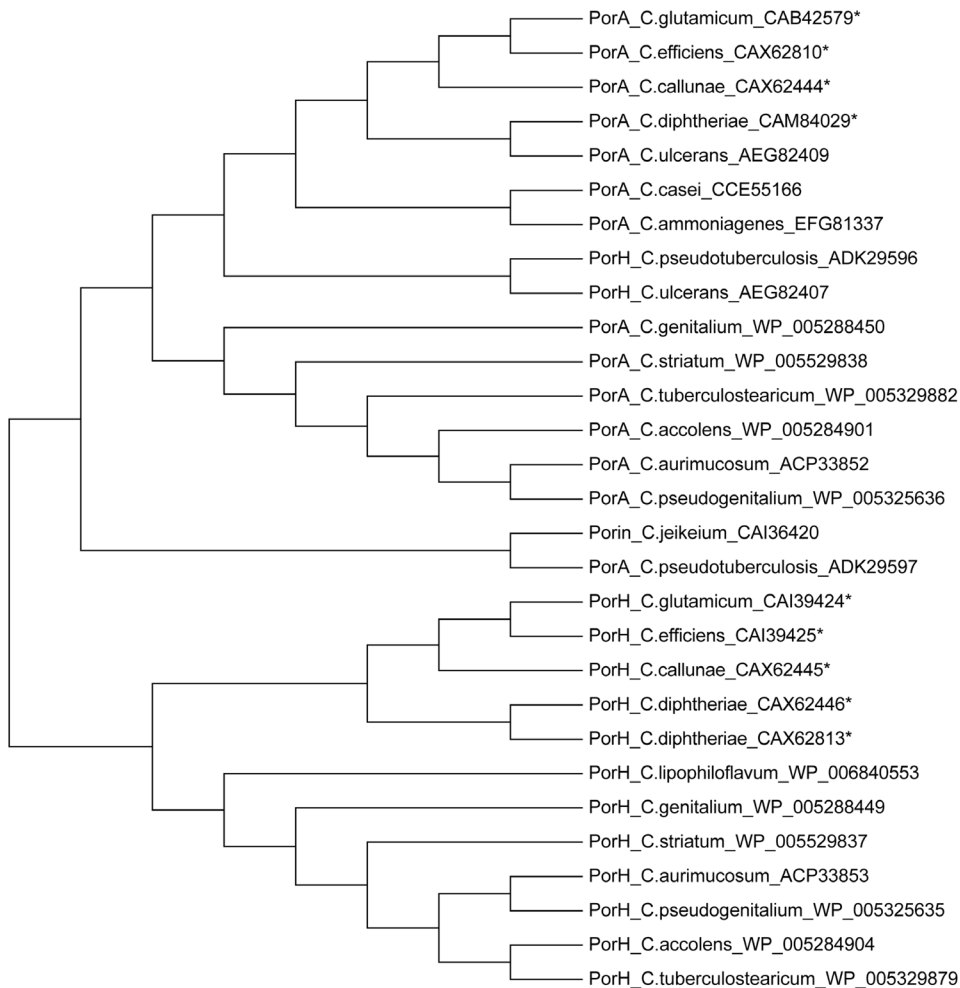 PorA_C.glutamicum_CAB42579*
PorA_C.efficiens_CAX62810*
PorA_C.callunae_CAX62444*
PorA_C.diphtheriae_CAM84029*
PorA_C.ulcerans_AEG82409
PorA_C.casei_CCE55166
PorA_C.ammoniagenes_EFG81337
PorH_C.pseudotuberculosis_ADK29596
PorH_C.ulcerans_AEG82407
PorA_C.genitalium_WP_005288450
PorA_C.striatum_WP_005529838
PorA_C.tuberculostearicum_WP_005329882
PorA_C.accolens_WP_005284901
PorA_C.aurimucosum_ACP33852
PorA_C.pseudogenitalium_WP_005325636
Porin_C.jeikeium_CAI36420
PorA_C.pseudotuberculosis_ADK29597
PorH_C.glutamicum_CAI39424*
PorH_C.efficiens_CAI39425*
PorH_C.callunae_CAX62445*
PorH_C.diphtheriae_CAX62446*
PorH_C.diphtheriae_CAX62813*
PorH_C.lipophiloflavum_WP_006840553
PorH_C.genitalium_WP_005288449
PorH_C.striatum_WP_005529837
PorH_C.aurimucosum_ACP33853
PorH_C.pseudogenitalium_WP_005325635
PorH_C.accolens_WP_005284904
PorH_C.tuberculostearicum_WP_005329879